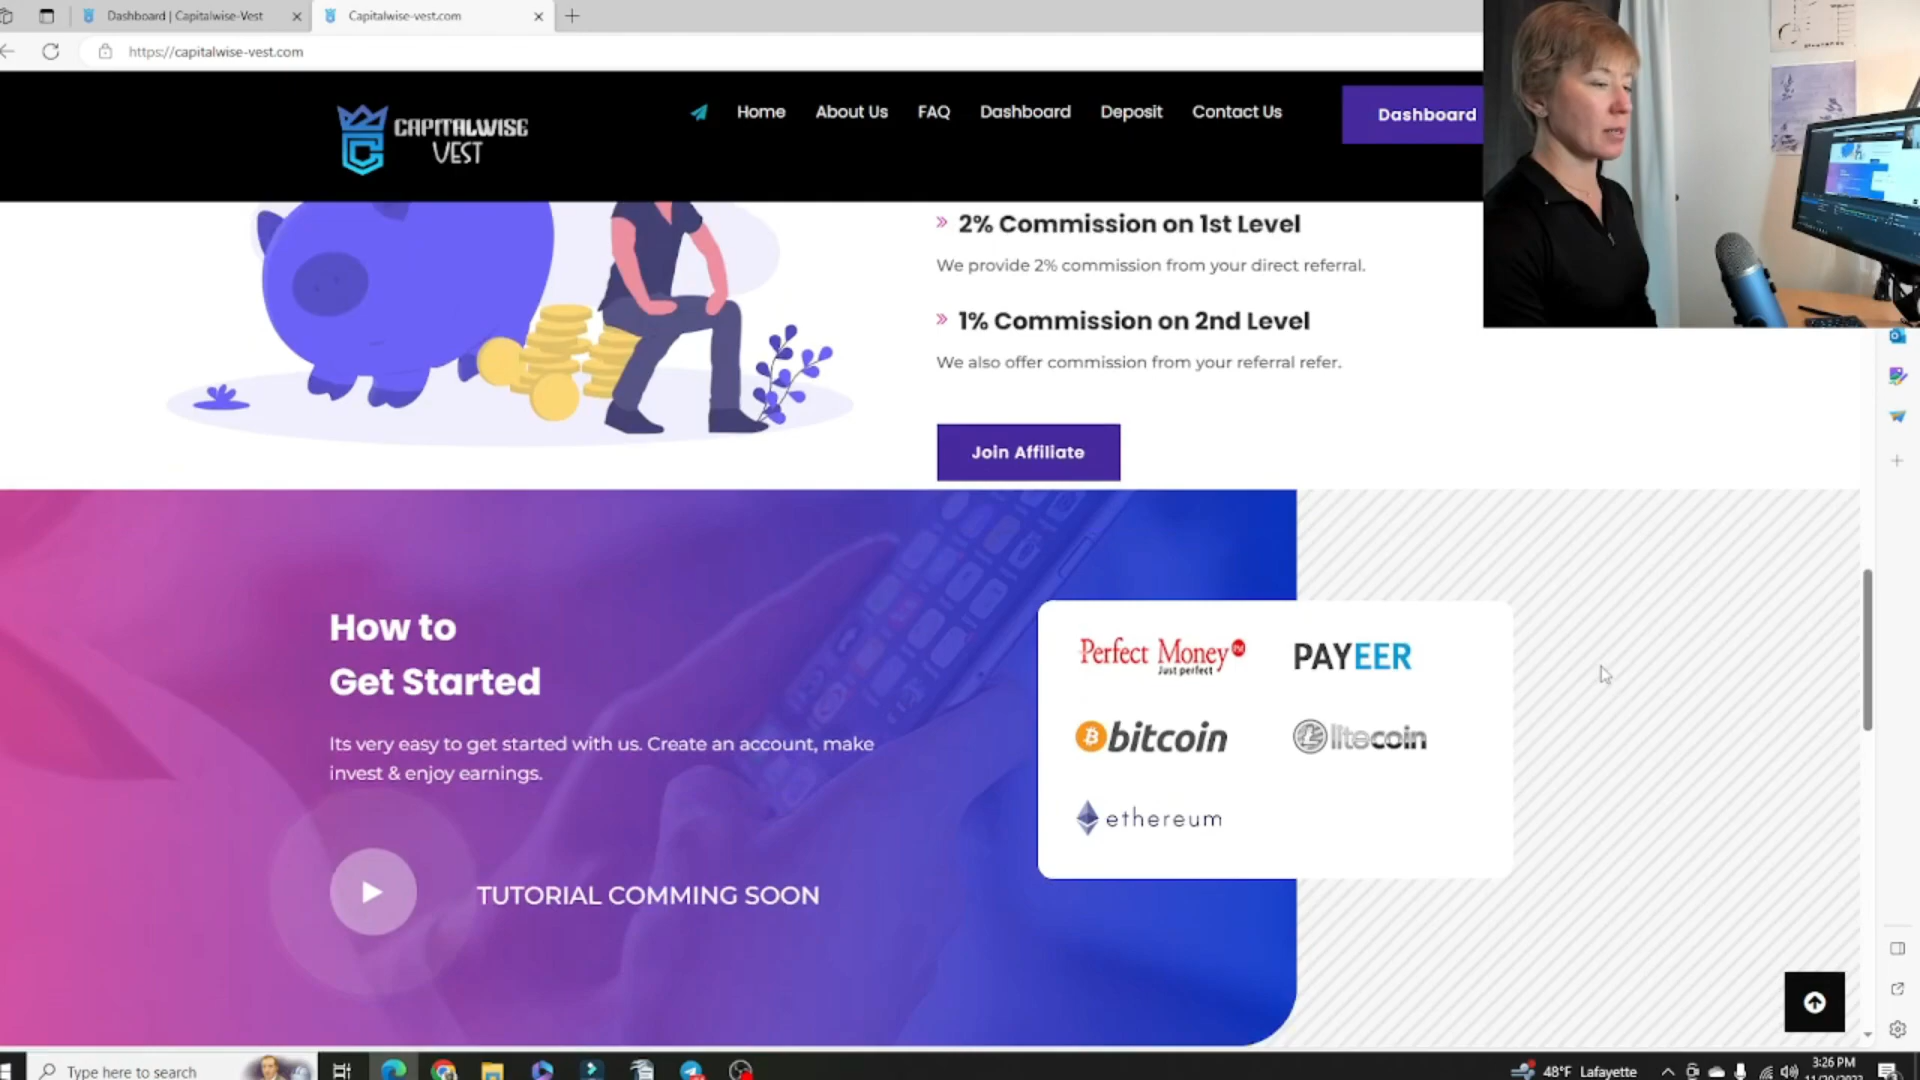 Dashboard | Capitalwise-Vest
Capitalwise-vest.com
https://capitalwise-vest.com
CAPITALWISE
VEST
Home About Us FAQ Dashboard Deposit Contact Us Dashboard
2% Commission on 1st Level
We provide 2% commission from your direct referral.
1% Commission on 2nd Level
We also offer commission from your referral refer.
Join Affiliate
How to
Get Started
Its very easy to get started with us. Create an account, make
invest & enjoy earnings.
TUTORIAL COMMING SOON
Perfect Money PM
Just perfect
PAYEER
bitcoin
litecoin
ethereum
Type here to search
48°F Lafayette
3:26 PM